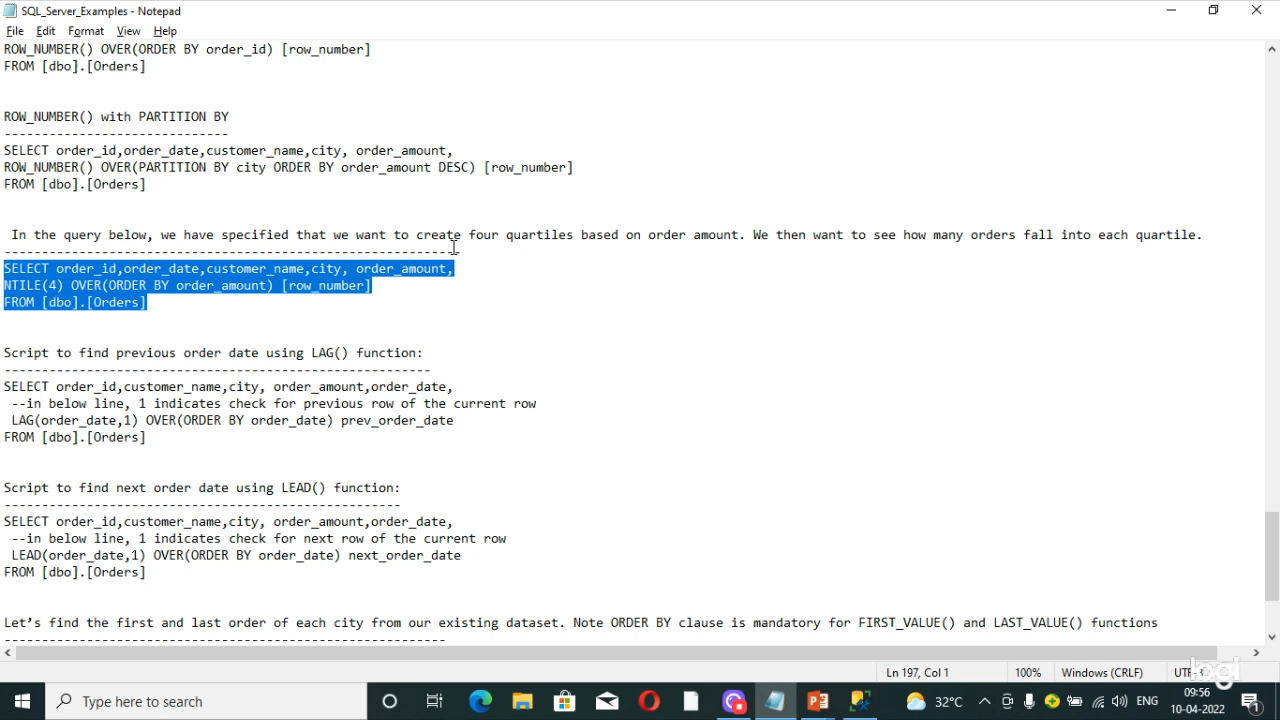 SQL_Server_Examples - Notepad
File Edit Format View Help
ROW_NUMBER() OVER(ORDER BY order_id) [row_number]
FROM [dbo].[Orders]
ROW_NUMBER() with PARTITION BY
------------------------------
SELECT order_id,order_date,customer_name,city, order_amount,
ROW_NUMBER() OVER(PARTITION BY city ORDER BY order_amount DESC) [row_number]
FROM [dbo].[Orders]
In the query below, we have specified that we want to create four quartiles based on order amount. We then want to see how many orders fall into each quartile.
-------------------------------------------------------------
SELECT order_id,order_date,customer_name,city, order_amount,
NTILE(4) OVER(ORDER BY order_amount) [row_number]
FROM [dbo].[Orders]
Script to find previous order date using LAG() function:
---------------------------------------------------------
SELECT order_id,customer_name,city, order_amount,order_date,
--in below line, 1 indicates check for previous row of the current row
LAG(order_date,1) OVER(ORDER BY order_date) prev_order_date
FROM [dbo].[Orders]
Script to find next order date using LEAD() function:
-----------------------------------------------------
SELECT order_id,customer_name,city, order_amount,order_date,
--in below line, 1 indicates check for next row of the current row
LEAD(order_date,1) OVER(ORDER BY order_date) next_order_date
FROM [dbo].[Orders]
Let’s find the first and last order of each city from our existing dataset. Note ORDER BY clause is mandatory for FIRST_VALUE() and LAST_VALUE() functions
-----------------------------------------------------------
Ln 197, Col 1 100% Windows (CRLF)
logi
Type here to search
32°C ENG
09:56
10-04-2022
1